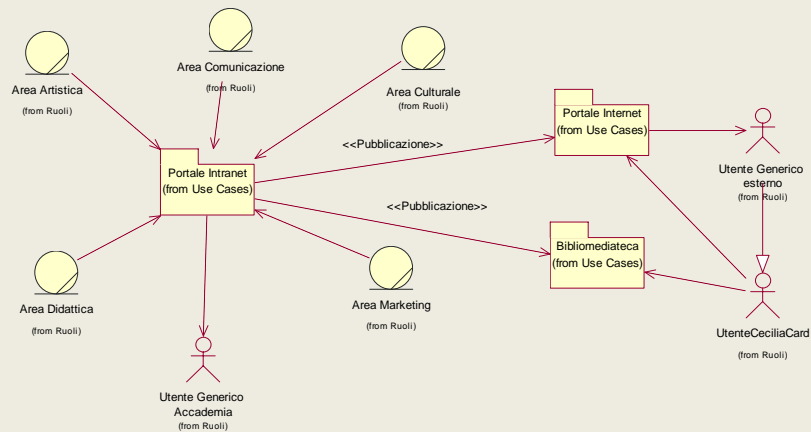 Area Artistica
(from Ruoli)
Area Comunicazione
(from Ruoli)
Area Culturale
(from Ruoli)
Portale Intranet
(from Use Cases)
<<Pubblicazione>>
<<Pubblicazione>>
Portale Internet
(from Use Cases)
Utente Generico
esterno
(from Ruoli)
Bibliomediateca
(from Use Cases)
Area Didattica
(from Ruoli)
Area Marketing
(from Ruoli)
UtenteCeciliaCard
(from Ruoli)
Utente Generico
Accademia
(from Ruoli)